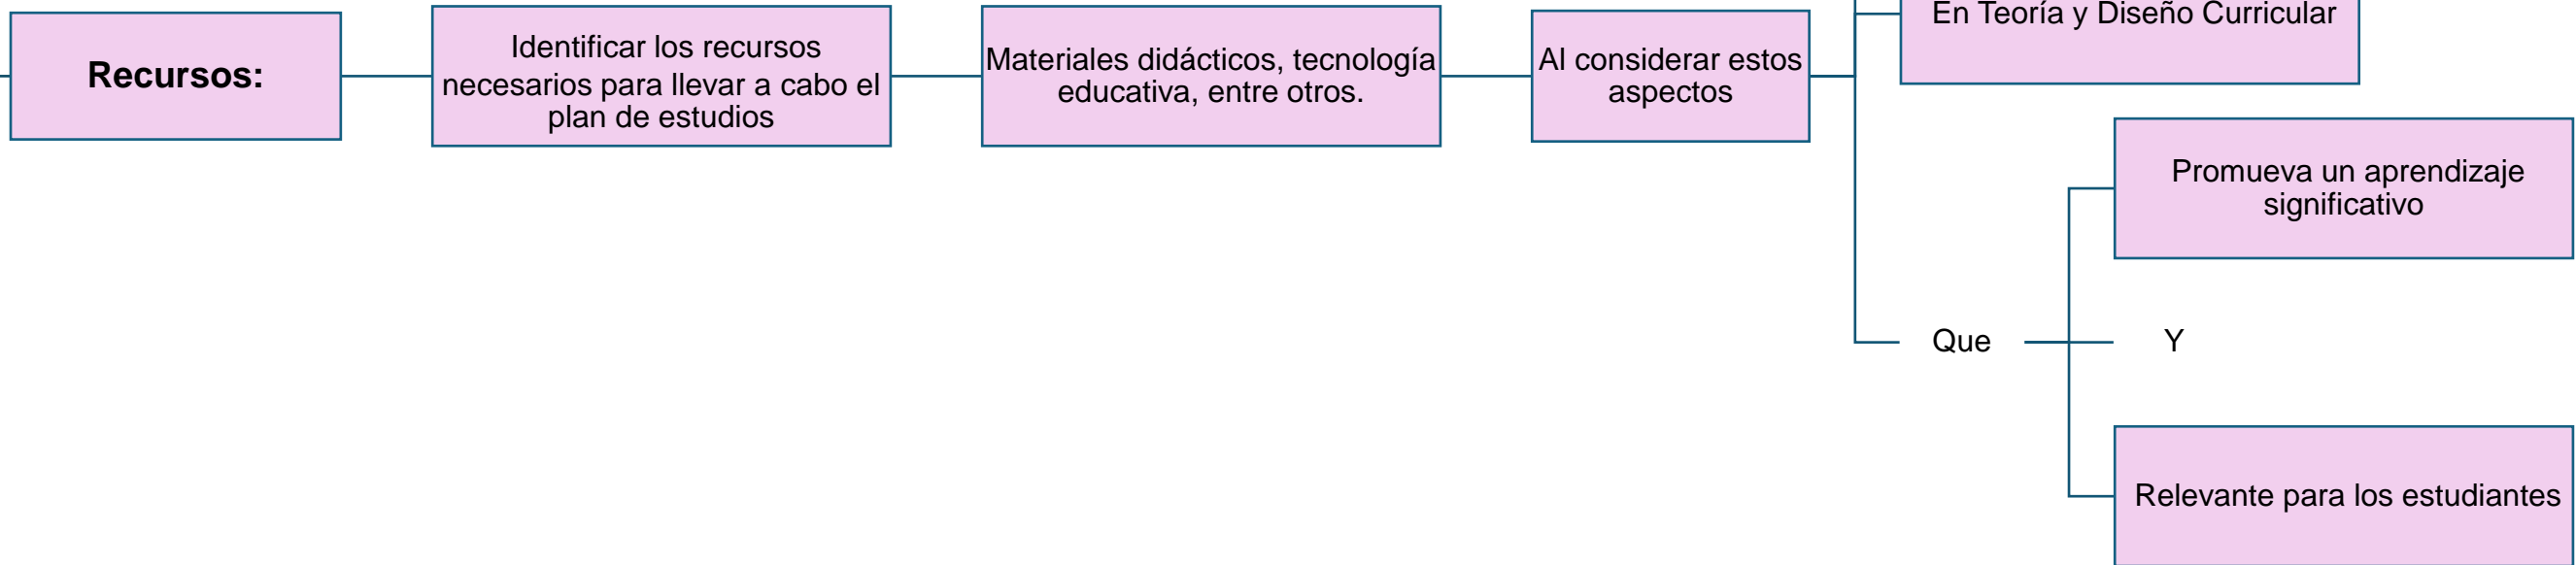 Recursos:
Identificar los recursos
necesarios para llevar a cabo el
plan de estudios
Materiales didácticos, tecnología
educativa, entre otros.
Al considerar estos
aspectos
En Teoría y Diseño Curricular
Que
Promueva un aprendizaje
significativo
Y
Relevante para los estudiantes